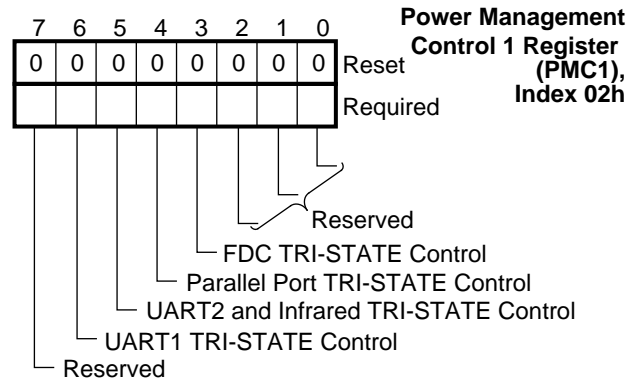 Power Management
Control 1 Register
(PMC1),
Index 02h
7 6 5 4 3 2 1 0
0 0 0 0 0 0 0 0 Reset
Required
Reserved
FDC TRI-STATE Control
Parallel Port TRI-STATE Control
UART2 and Infrared TRI-STATE Control
UART1 TRI-STATE Control
Reserved